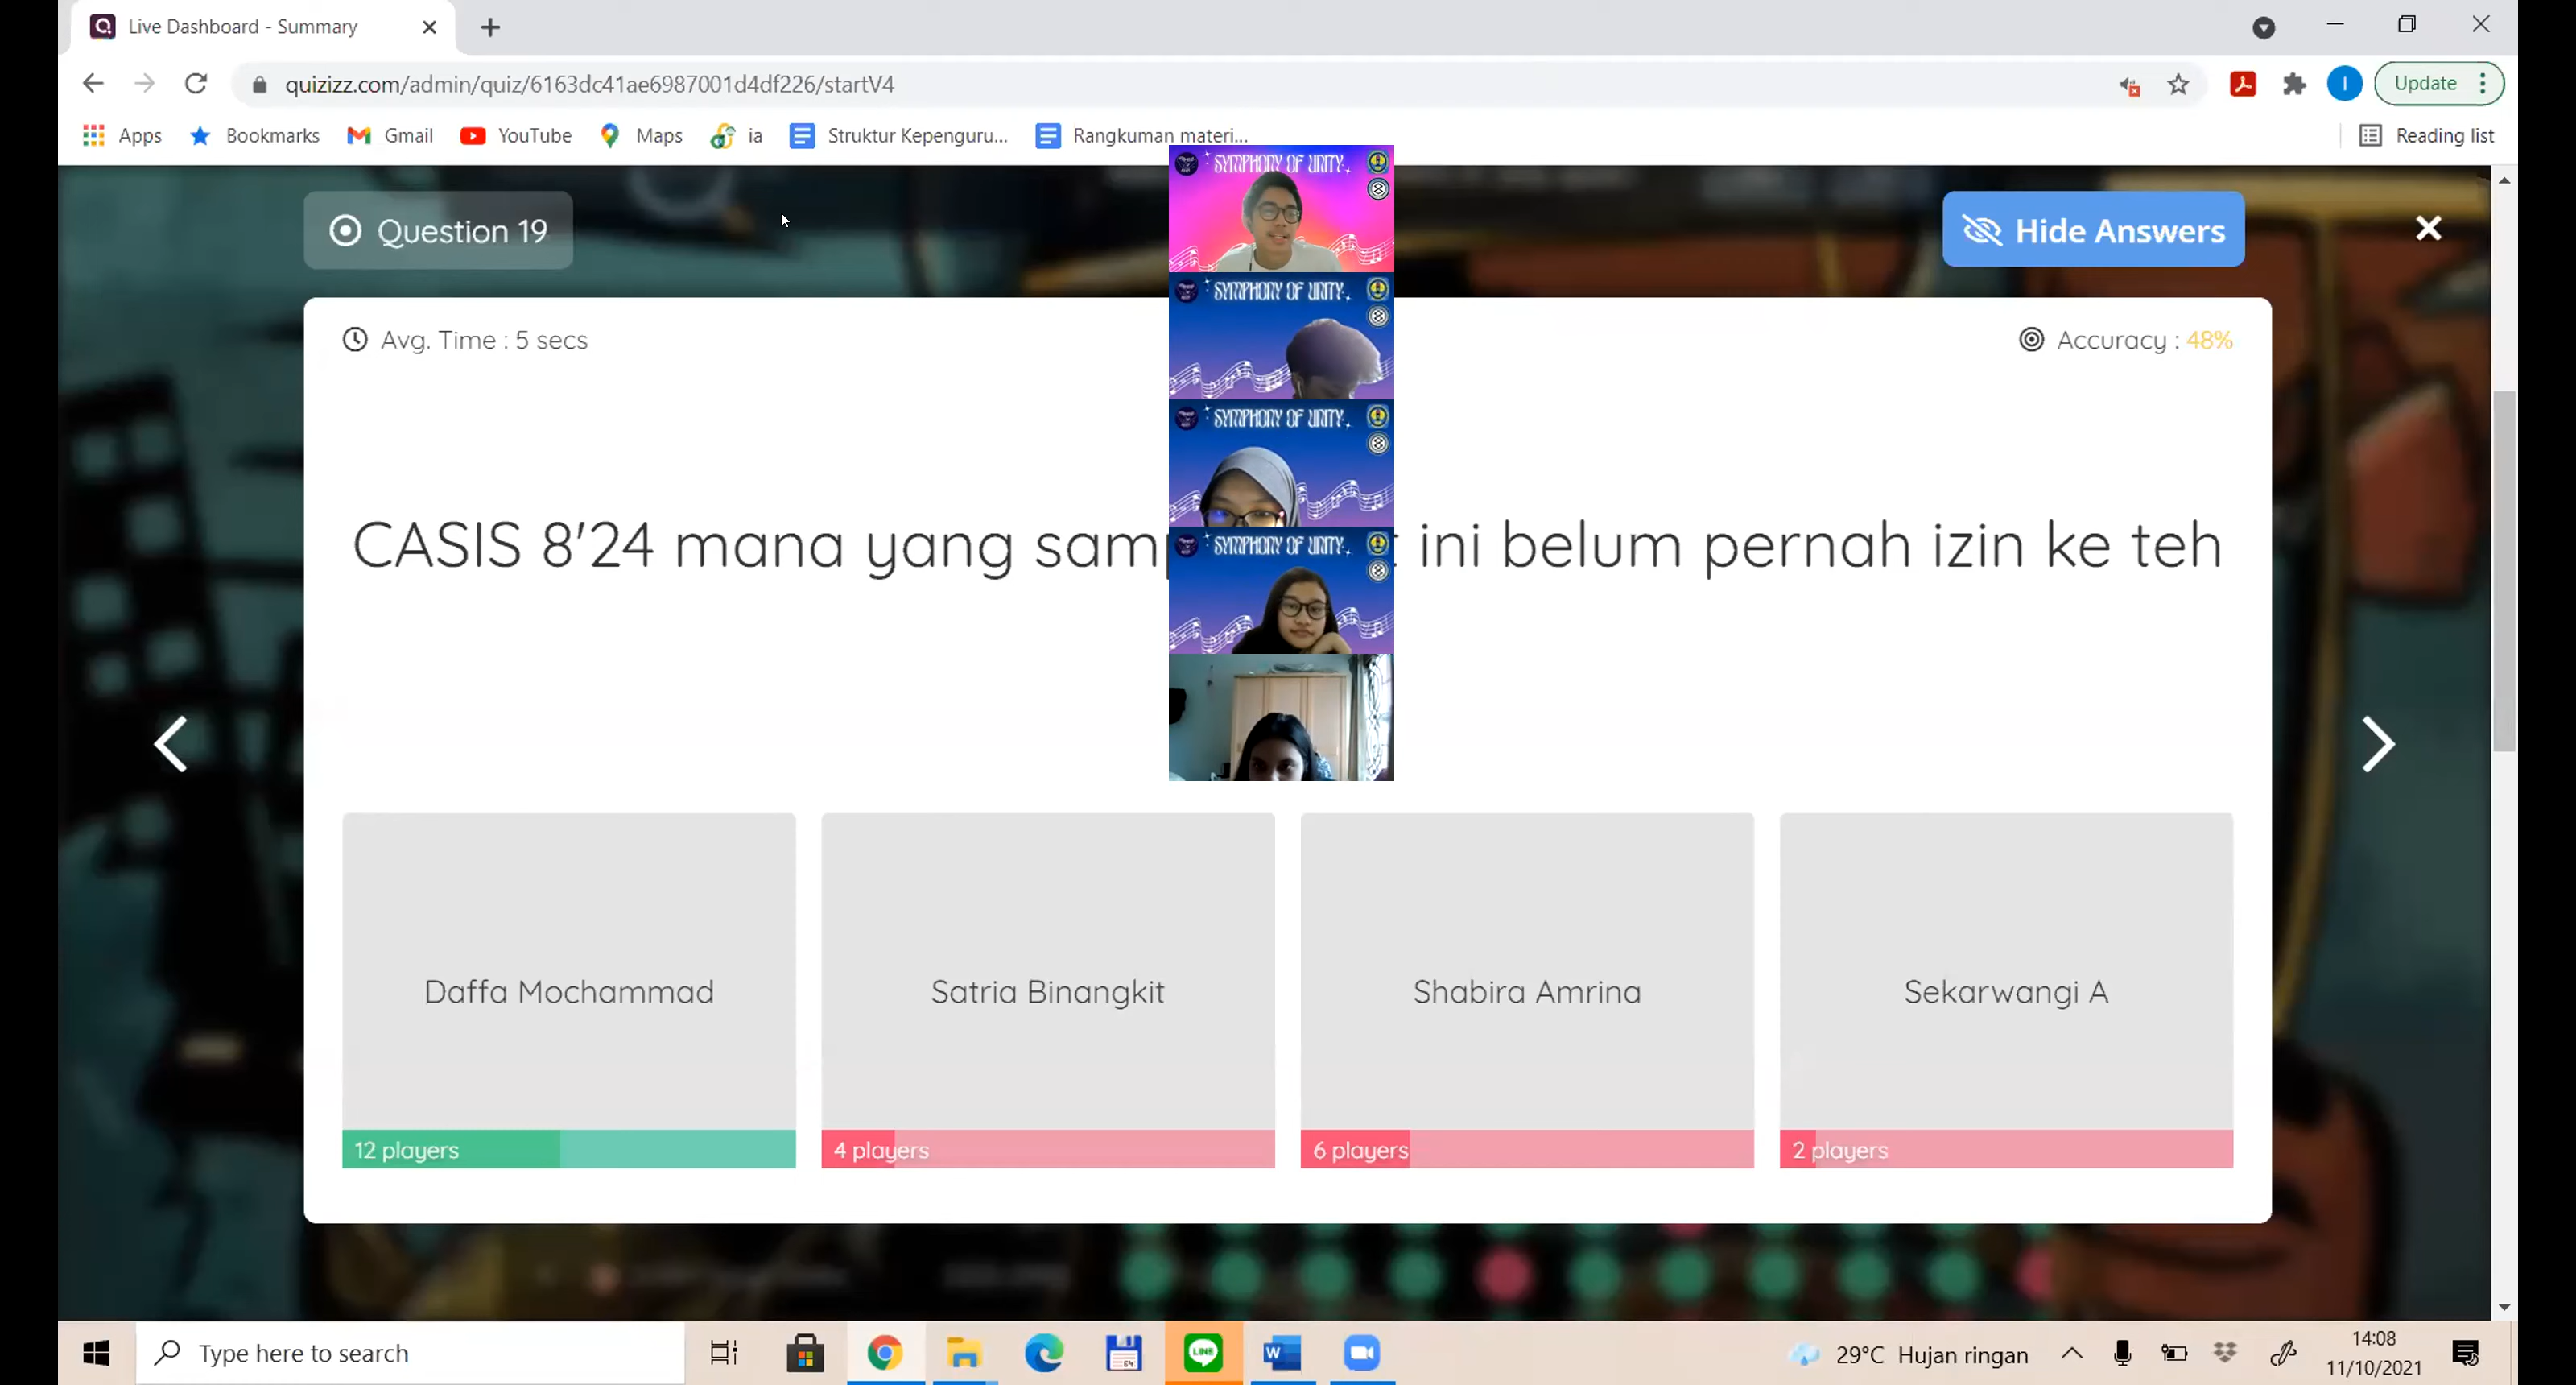 Live Dashboard - Summary
quizizz.com/admin/quiz/6163dc41ae6987001d4df226/startV4
Update
Apps Bookmarks Gmail YouTube Maps ia Struktur Kepenguru... Rangkuman materi... Reading list
Question 19
Hide Answers
SYMPHONY OF UNITY
SYMPHONY OF UNITY
SYMPHONY OF UNITY
SYMPHONY OF UNITY
Avg. Time : 5 secs
Accuracy : 48%
CASIS 8'24 mana yang ini belum pernah izin ke teh
Daffa Mochammad
Satria Binangkit
Shabira Amrina
Sekarwangi A
12 players
4 players
6 players
2 players
Type here to search
LINE
64
29°C Hujan ringan
14:08
11/10/2021